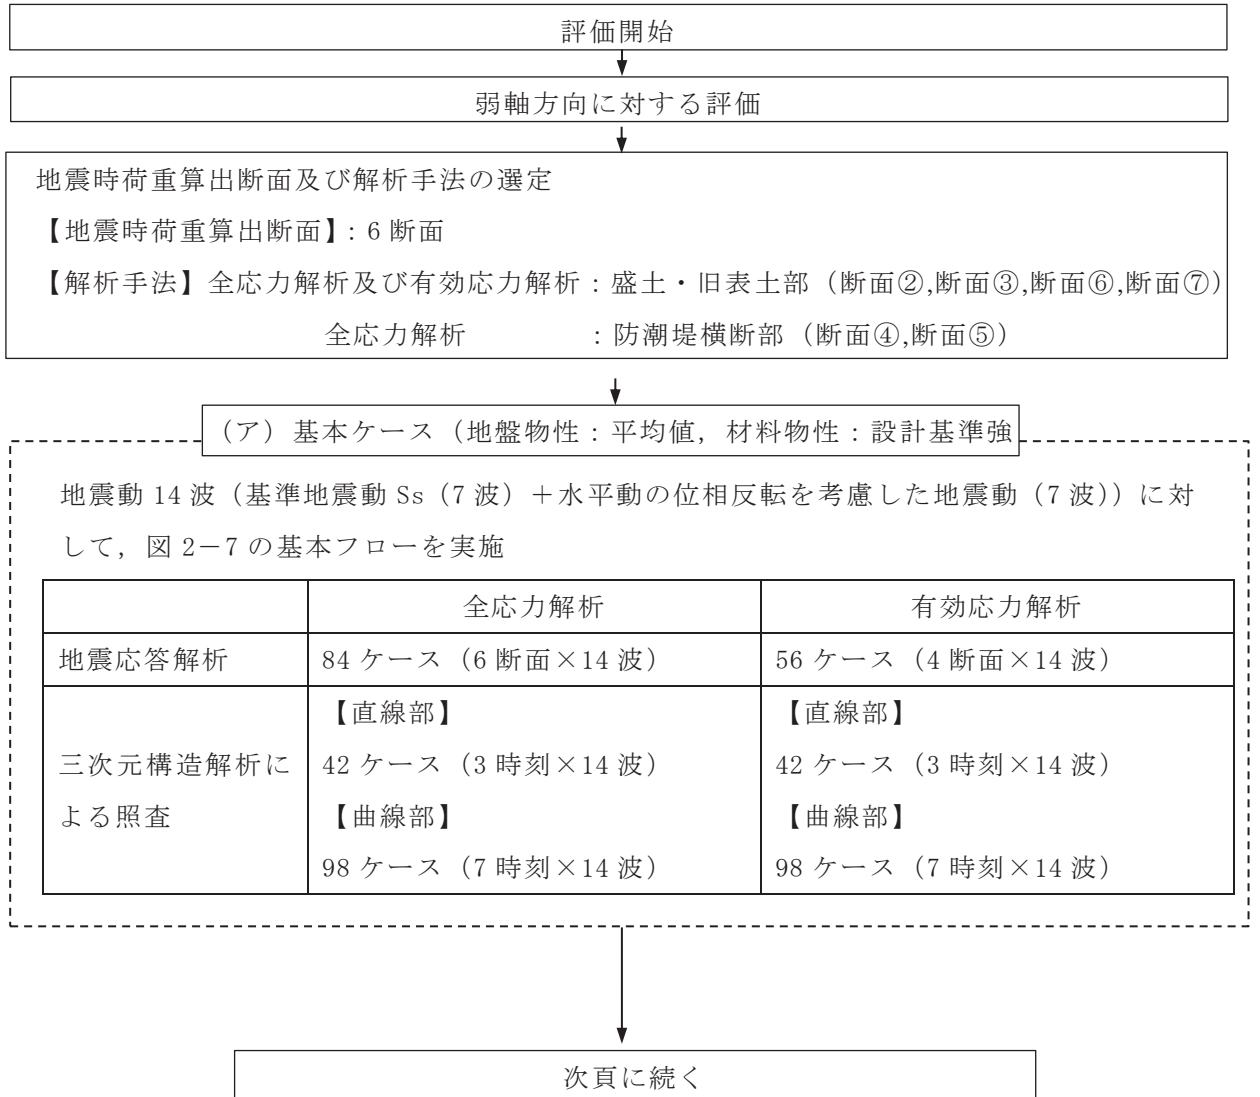 評価開始
弱軸方向に対する評価
地震時荷重算出断面及び解析手法の選定
【地震時荷重算出断面】：6 断面
【解析手法】全応力解析及び有効応力解析：盛土・旧表土部（断面②,断面③,断面⑥,断面⑦）
全応力解析　　　　：防潮堤横断部（断面④,断面⑤）
（ア）基本ケース（地盤物性：平均値，材料物性：設計基準強
地震動 14 波（基準地震動 Ss（7 波）＋水平動の位相反転を考慮した地震動（7 波））に対
して，図 2－7 の基本フローを実施
全応力解析　有効応力解析
地震応答解析　84 ケース（6 断面×14 波）　56 ケース（4 断面×14 波）
【直線部】　【直線部】
三次元構造解析に　42 ケース（3 時刻×14 波）　42 ケース（3 時刻×14 波）
よる照査　【曲線部】　【曲線部】
98 ケース（7 時刻×14 波）　98 ケース（7 時刻×14 波）
次頁に続く